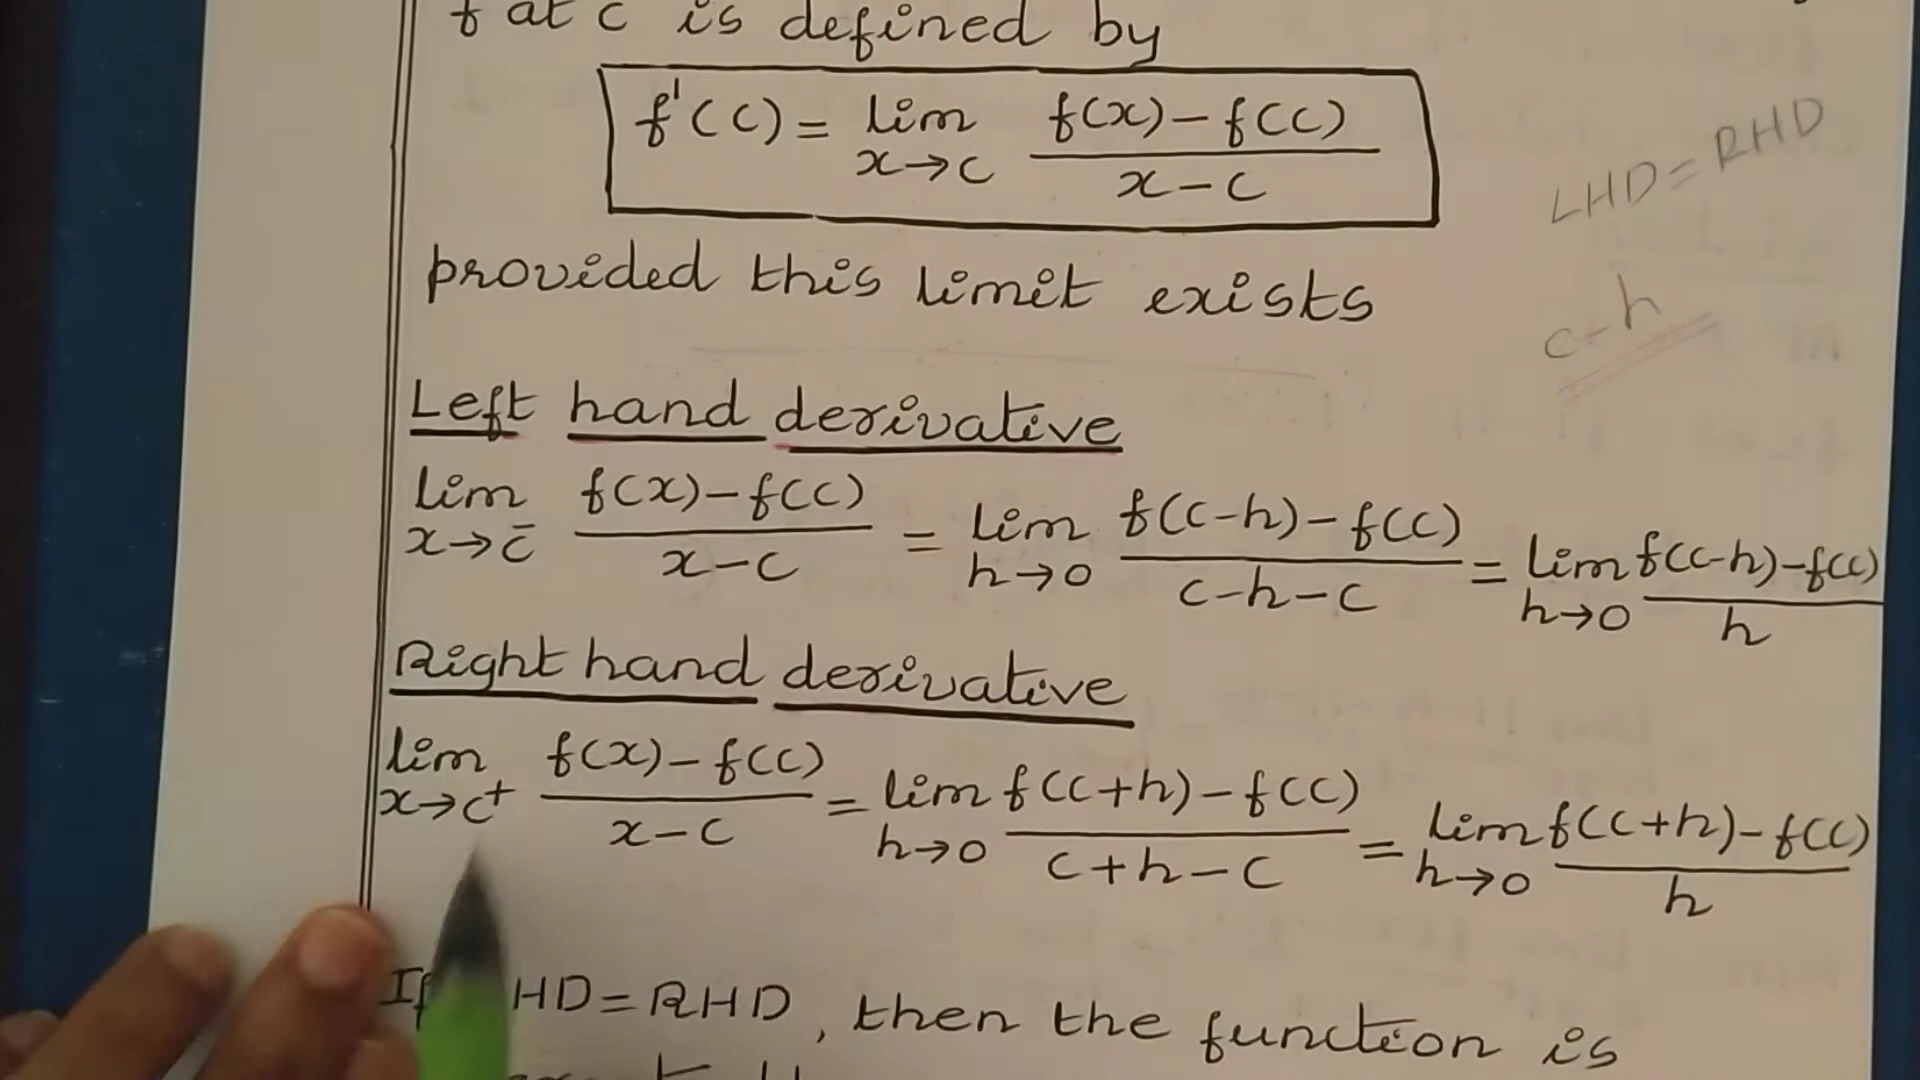 f at c is defined by
f'(c) = lim x→c f(x)-f(c) / x-c
LHD = RHD
provided this limit exists
c-h
Left hand derivative
lim x→c̄ f(x)-f(c) / x-c = lim h→0 f(c-h)-f(c) / c-h-c = lim h→0 f(c-h)-f(c) / h
Right hand derivative
lim x→c+ f(x)-f(c) / x-c = lim h→0 f(c+h)-f(c) / c+h-c = lim h→0 f(c+h)-f(c) / h
If HD=RHD, then the function is